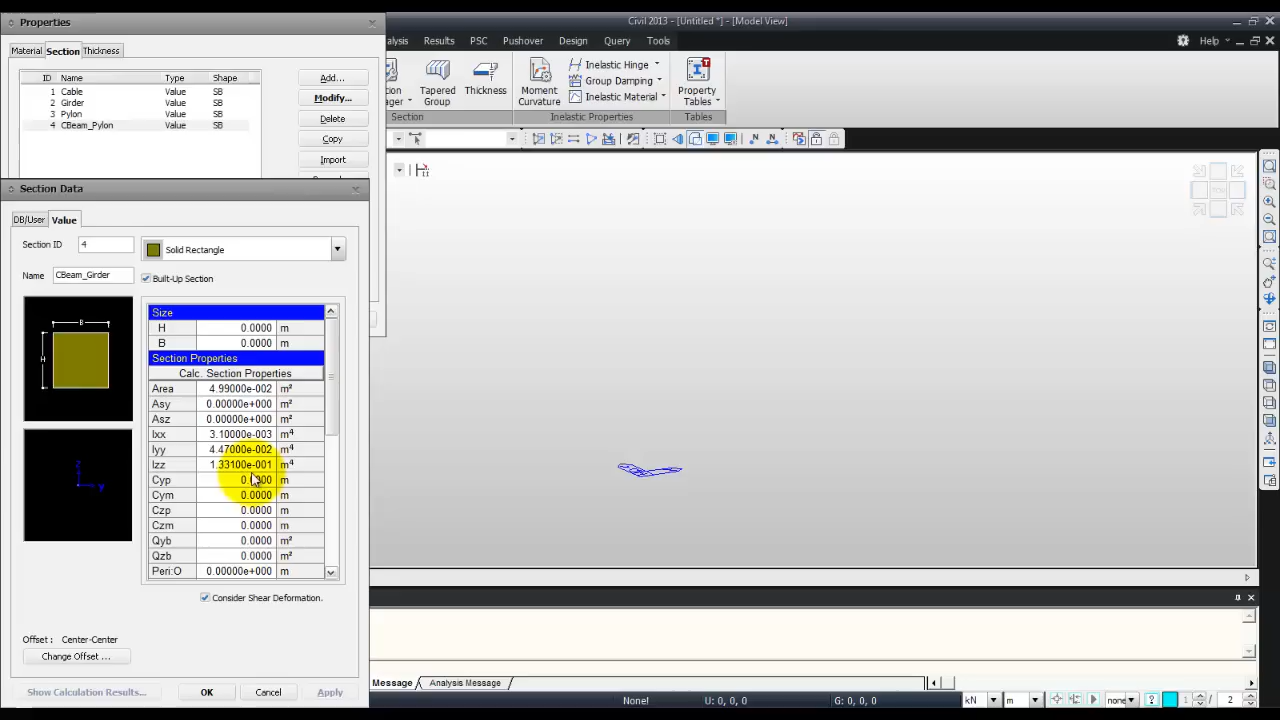 Properties
Civil 2013 - [Untitled *] - [Model View]
alysis Results PSC Pushover Design Query Tools
Help
Material Section Thickness
ID Name Type Value Shape
1 Cable Value SB
2 Girder Value SB
3 Pylon Value SB
4 CBeam_Pylon Value SB
Add...
Modify...
Delete
Copy
Import
Tapered
Group
Thickness
Section
Moment
Curvature
Inelastic Hinge
Group Damping
Inelastic Material
Inelastic Properties
Property
Tables
Tables
Section Data
DB/User Value
Section ID 4
Solid Rectangle
Name CBeam_Girder
Built-Up Section
B
H
z
y
Size
H 0.0000 m
B 0.0000 m
Section Properties
Calc. Section Properties
Area 4.99000e-002 m²
Asy 0.00000e+000 m²
Asz 0.00000e+000 m²
Ixx 3.10000e-003 m⁴
Iyy 4.47000e-002 m⁴
Izz 1.33100e-001 m⁴
Cyp 0.0000 m
Cym 0.0000 m
Czp 0.0000 m
Czm 0.0000 m
Qyb 0.0000 m²
Qzb 0.0000 m²
Peri:O 0.00000e+000 m
Consider Shear Deformation.
Offset : Center-Center
Change Offset ...
Show Calculation Results...
OK Cancel Apply
Message Analysis Message
Nonel U: 0, 0, 0 G: 0, 0, 0 kN m none 1 / 2